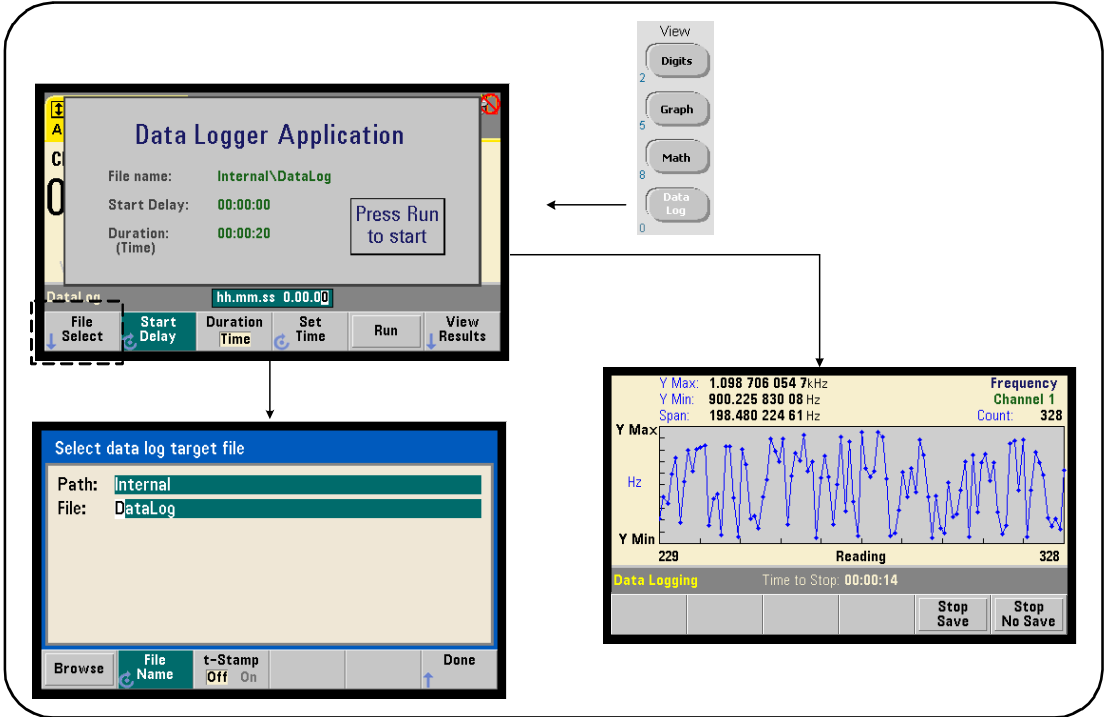 View
Digits
2
Graph
5
Math
8
Data
Log
0
A
Cl
0
Data Logger Application
File name: Internal\DataLog
Start Delay: 00:00:00
Duration: 00:00:20
(Time)
Press Run
to start
DataLog
hh.mm.ss 0.00.00
File
Select
Start
Delay
Duration
Time
Set
Time
Run
View
Results
Select data log target file
Path: Internal
File: DataLog
Browse
File
Name
t-Stamp
Off On
Done
Y Max: 1.098 706 054 7kHz
Frequency
Y Min: 900.225 830 08 Hz
Channel 1
Span: 198.480 224 61 Hz
Count: 328
Y Max
Hz
Y Min
229 Reading 328
Data Logging
Time to Stop: 00:00:14
Stop
Save
Stop
No Save